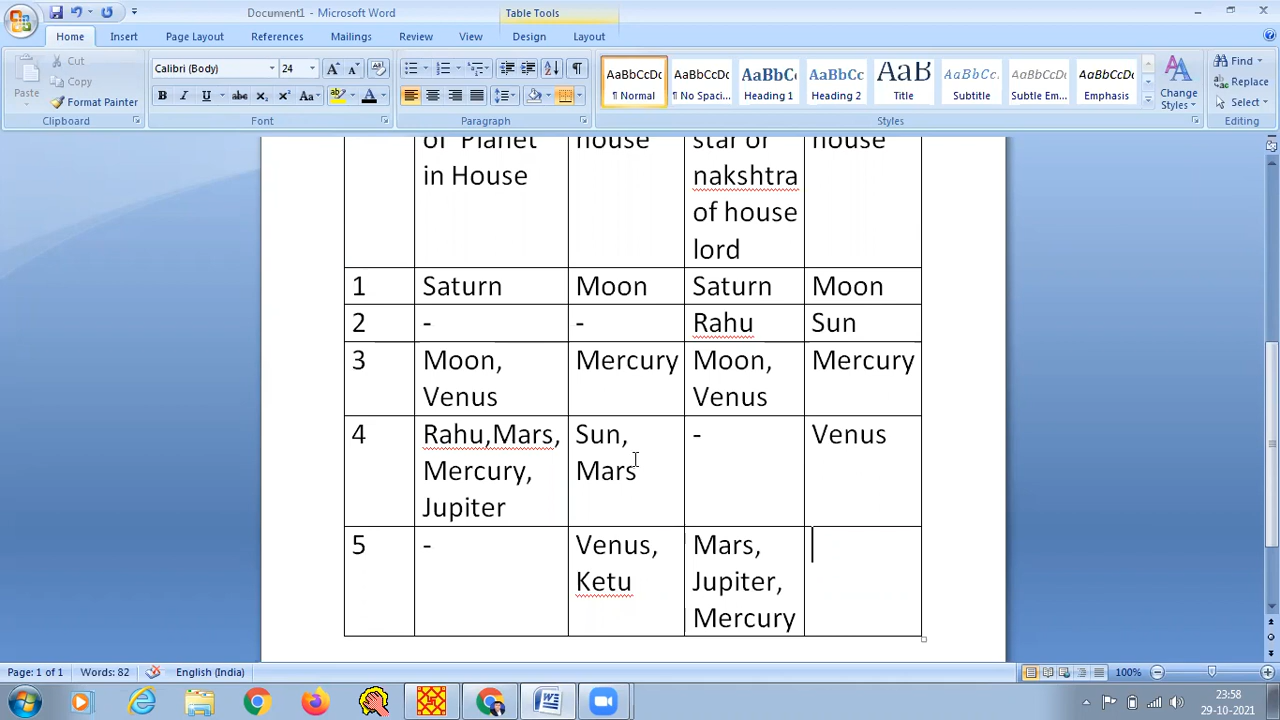 Document1 - Microsoft Word
Table Tools
Home Insert Page Layout References Mailings Review View Design Layout
Cut
Copy
Format Painter
Paste
Clipboard
Calibri (Body) 24
Font
Paragraph
AaBbCcDc AaBbCcDc AaBbC AaBbCc AaB AaBbCc. AaBbCcDc AaBbCcDc
¶ Normal ¶ No Spaci... Heading 1 Heading 2 Title Subtitle Subtle Em... Emphasis
Change Styles
Styles
Find
Replace
Select
Editing
of Planet in House
house
star or nakshtra of house lord
house
1 Saturn Moon Saturn Moon
2 - - Rahu Sun
3 Moon, Venus Mercury Moon, Venus Mercury
4 Rahu,Mars, Mercury, Jupiter Sun, Mars - Venus
5 - Venus, Ketu Mars, Jupiter, Mercury
Page: 1 of 1 Words: 82 English (India) 100%
23:58
29-10-2021